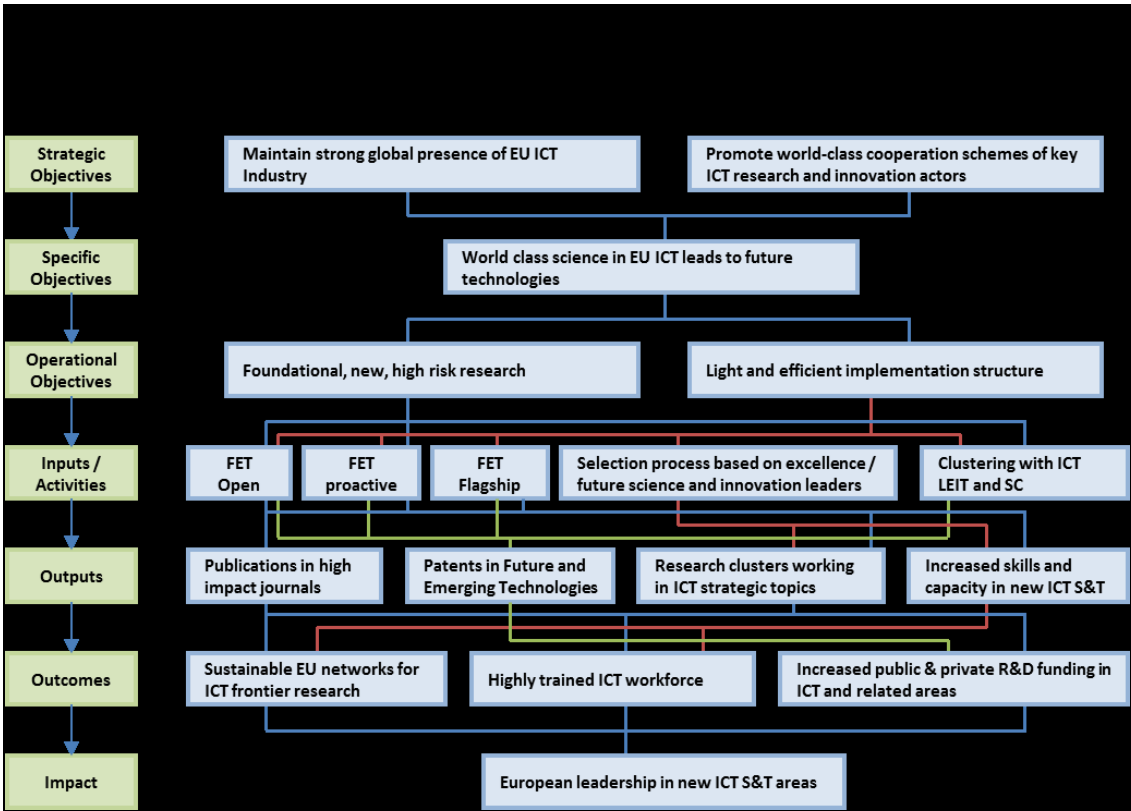 Strategic
Objectives
Maintain strong global presence of EU ICT
Industry
Promote world-class cooperation schemes of key
ICT research and innovation actors
Specific
Objectives
World class science in EU ICT leads to future
technologies
Operational
Objectives
Foundational, new, high risk research
Light and efficient implementation structure
Inputs /
Activities
FET
Open
FET
proactive
FET
Flagship
Selection process based on excellence /
future science and innovation leaders
Clustering with ICT
LEIT and SC
Outputs
Publications in high
impact journals
Patents in Future and
Emerging Technologies
Research clusters working
in ICT strategic topics
Increased skills and
capacity in new ICT S&T
Outcomes
Sustainable EU networks for
ICT frontier research
Highly trained ICT workforce
Increased public & private R&D funding in
ICT and related areas
Impact
European leadership in new ICT S&T areas